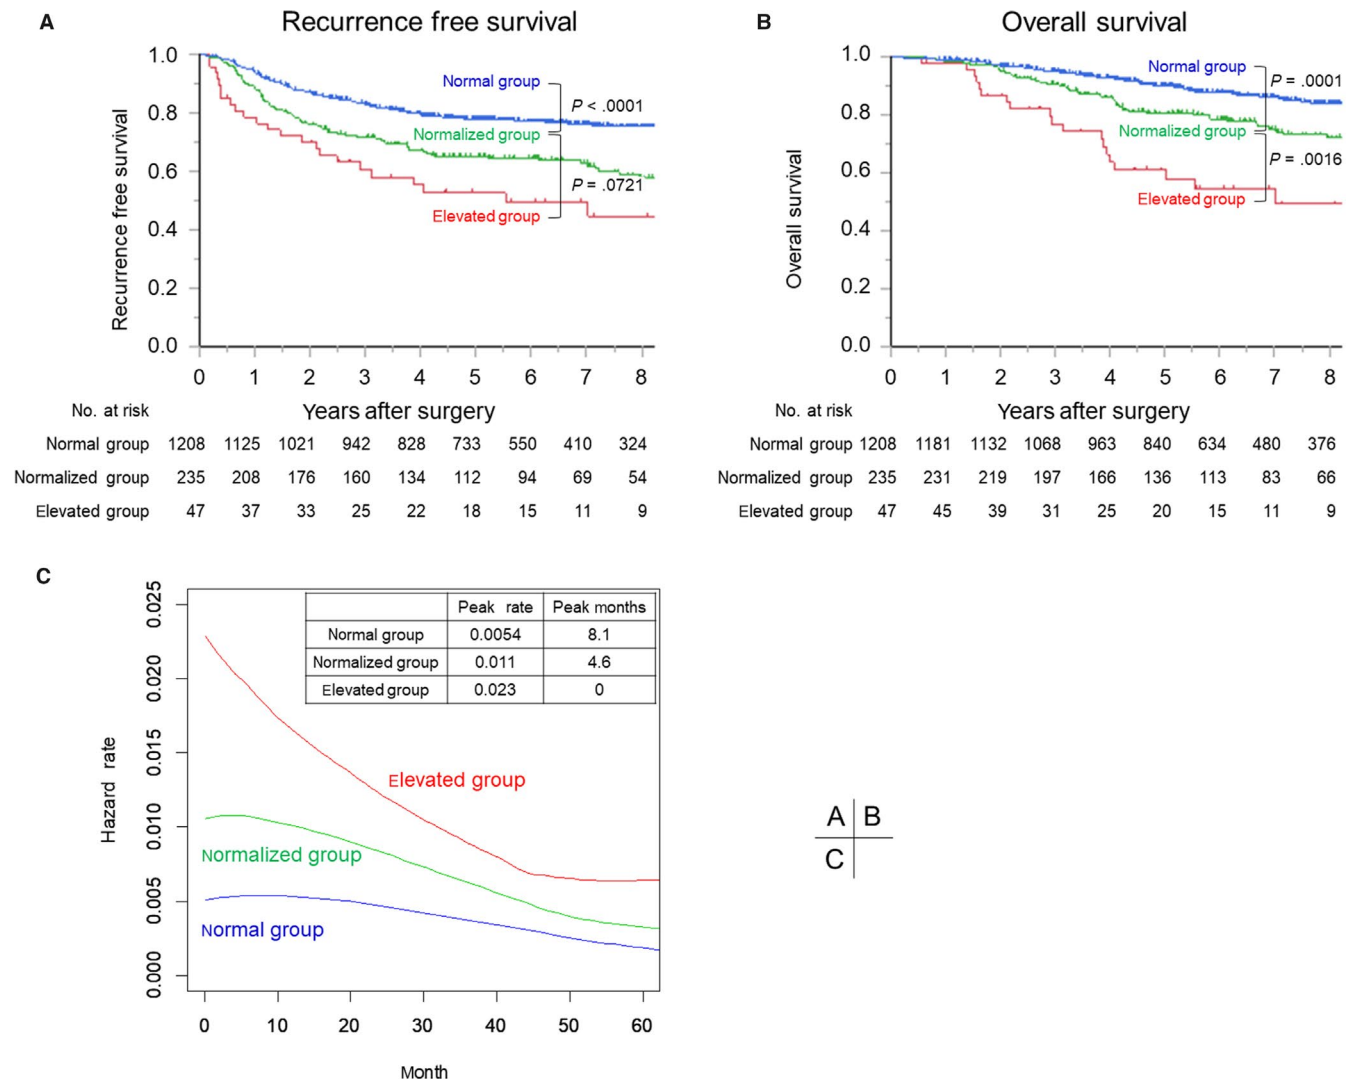 A
Recurrence free survival
1.0
0.8
0.6
0.4
0.2
0.0
Recurrence free survival
Normal group
P < .0001
Normalized group
P = .0721
Elevated group
0 1 2 3 4 5 6 7 8
No. at risk Years after surgery
Normal group 1208 1125 1021 942 828 733 550 410 324
Normalized group 235 208 176 160 134 112 94 69 54
Elevated group 47 37 33 25 22 18 15 11 9
B
Overall survival
1.0
0.8
0.6
0.4
0.2
0.0
Overall survival
Normal group
P = .0001
Normalized group
P = .0016
Elevated group
0 1 2 3 4 5 6 7 8
No. at risk Years after surgery
Normal group 1208 1181 1132 1068 963 840 634 480 376
Normalized group 235 231 219 197 166 136 113 83 66
Elevated group 47 45 39 31 25 20 15 11 9
C
0.025
0.020
0.015
0.010
0.005
0.000
Hazard rate
Peak rate Peak months
Normal group 0.0054 8.1
Normalized group 0.011 4.6
Elevated group 0.023 0
Elevated group
Normalized group
Normal group
0 10 20 30 40 50 60
Month
A B
C